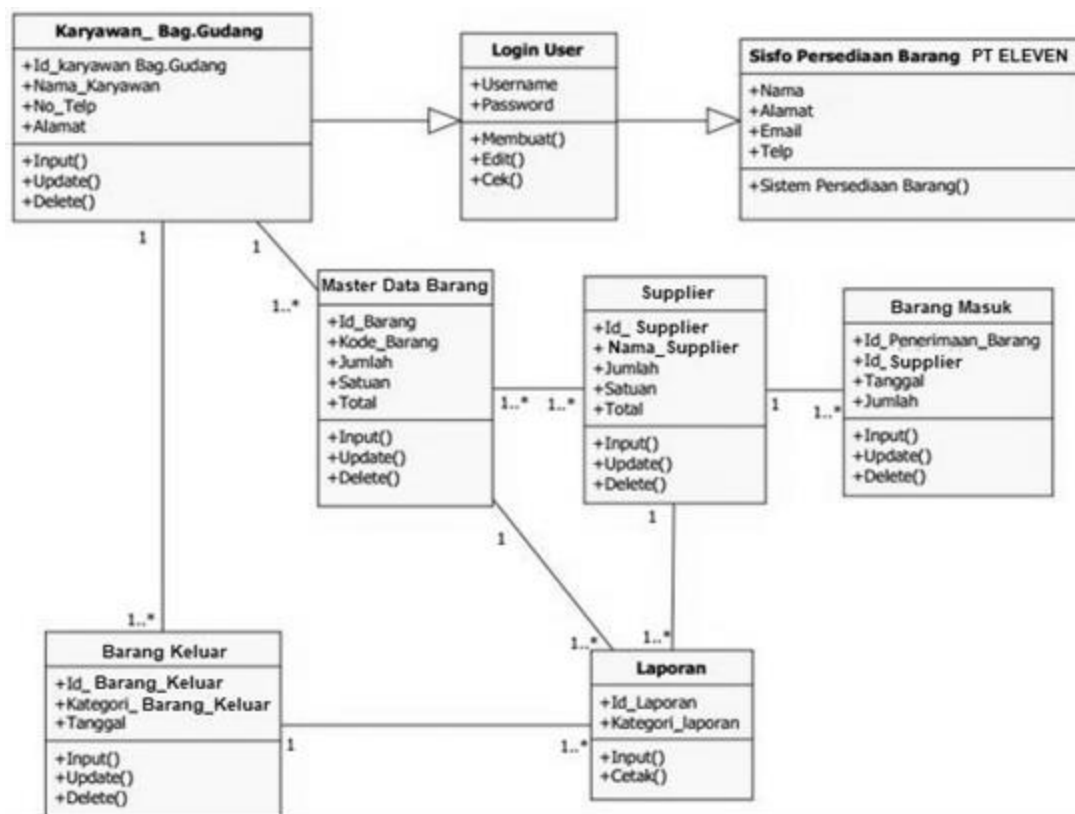 Karyawan_ Bag.Gudang
+Id_karyawan Bag.Gudang
+Nama_Karyawan
+No_Telp
+Alamat
+Input()
+Update()
+Delete()
Login User
+Username
+Password
+Membuat()
+Edit()
+Cek()
Sisfo Persediaan Barang PT ELEVEN
+Nama
+Alamat
+Email
+Telp
+Sistem Persediaan Barang()
1
1
1..*
Master Data Barang
+Id_Barang
+Kode_Barang
+Jumlah
+Satuan
+Total
+Input()
+Update()
+Delete()
1..*
1..*
Supplier
+Id_ Supplier
+ Nama_Supplier
+Jumlah
+Satuan
+Total
+Input()
+Update()
+Delete()
1
1..*
Barang Masuk
+Id_Penerimaan_Barang
+Id_ Supplier
+Tanggal
+Jumlah
+Input()
+Update()
+Delete()
1
1
1..*
1..*
1..*
Barang Keluar
+Id_ Barang_Keluar
+Kategori_ Barang_Keluar
+Tanggal
+Input()
+Update()
+Delete()
1
1..*
Laporan
+Id_Laporan
+Kategori_laporan
+Input()
+Cetak()